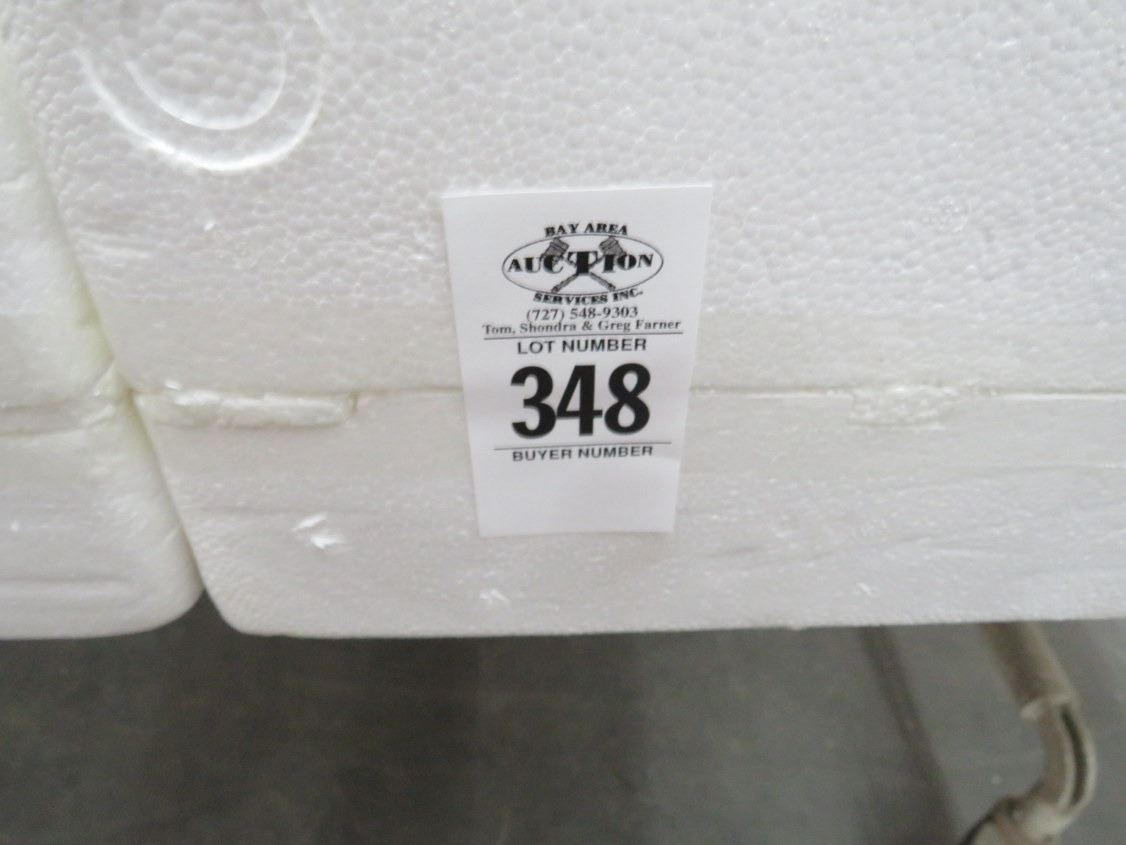 BAY AREA
AUCTION
SERVICES INC.
(727) 548-9303
Tom, Shondra & Greg Farner
LOT NUMBER
348
BUYER NUMBER